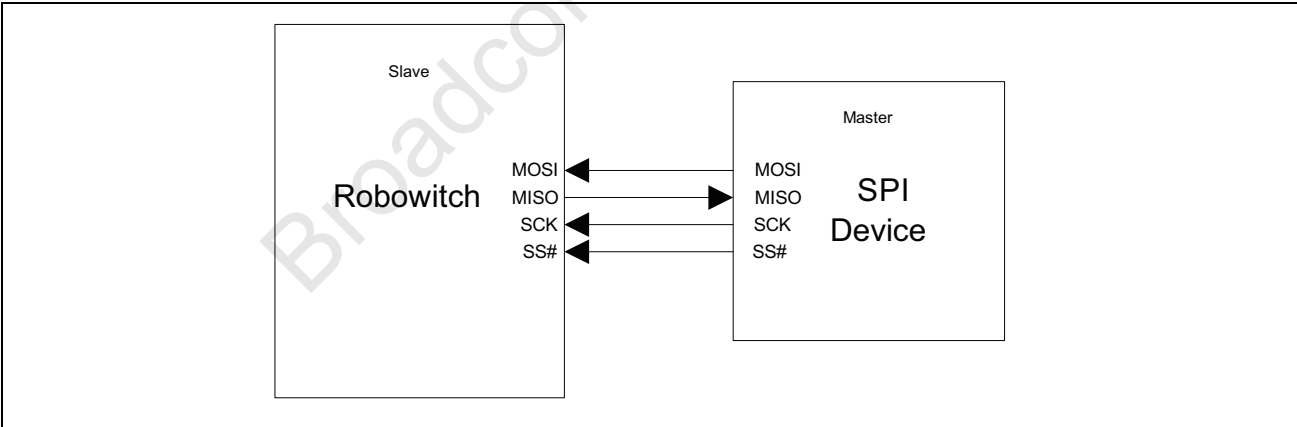 Slave
Master
MOSI
MISO
SCK
SS#
Robowitch
MOSI
MISO
SCK
SS#
SPI
Device
Broadcom